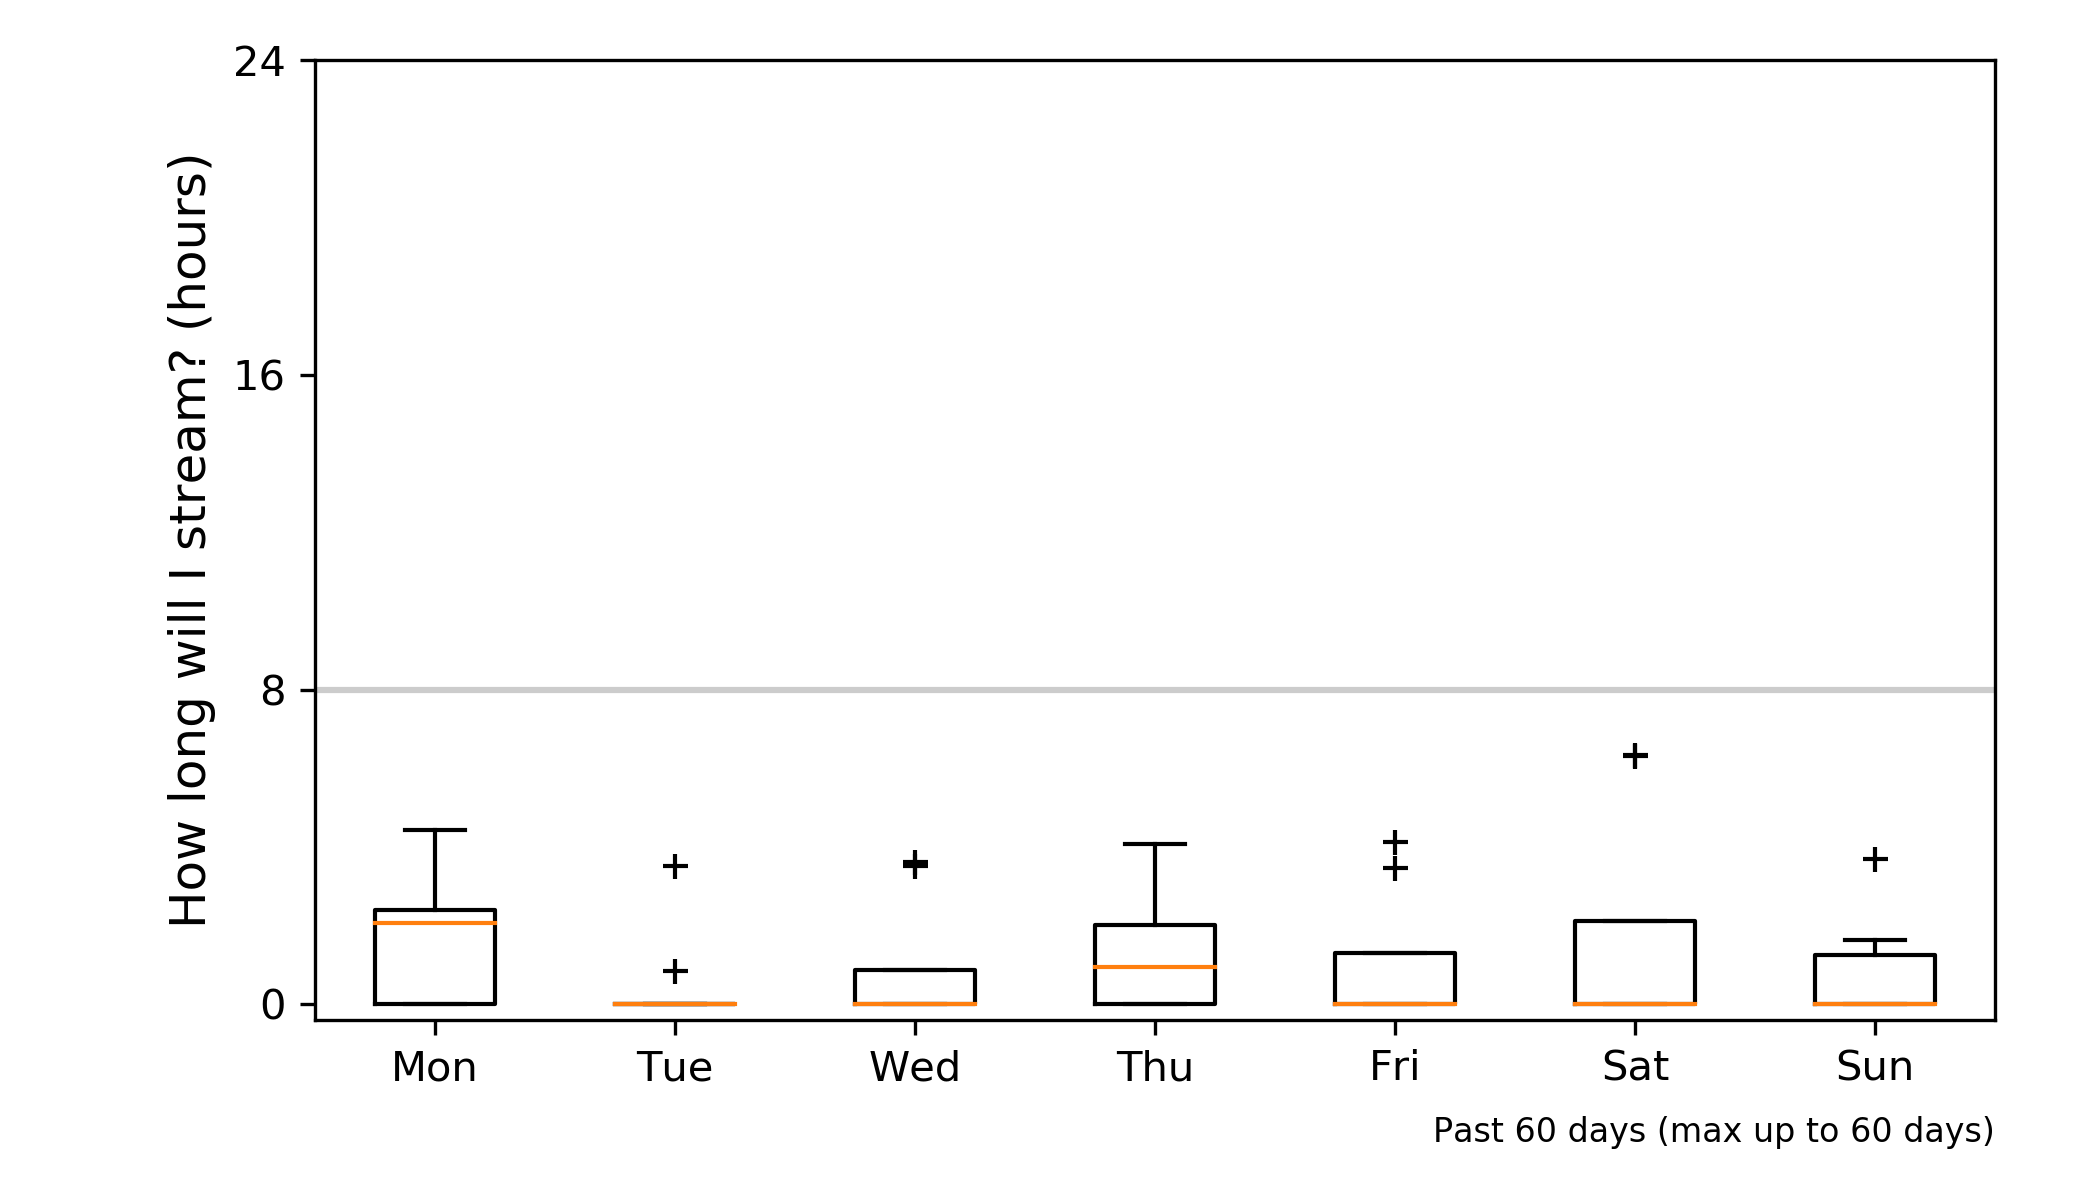 How long will I stream? (hours)
24
16
8
0
Mon Tue Wed Thu Fri Sat Sun
Past 60 days (max up to 60 days)